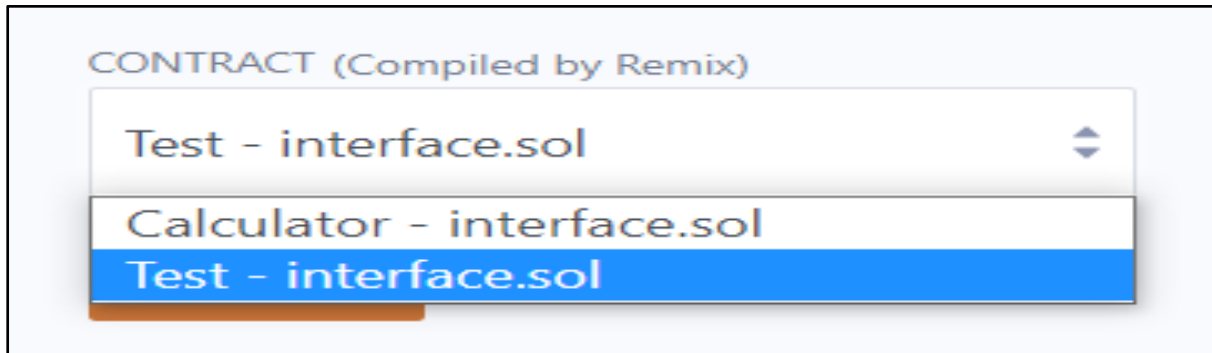 CONTRACT (Compiled by Remix)
Test - interface.sol
Calculator - interface.sol
Test - interface.sol